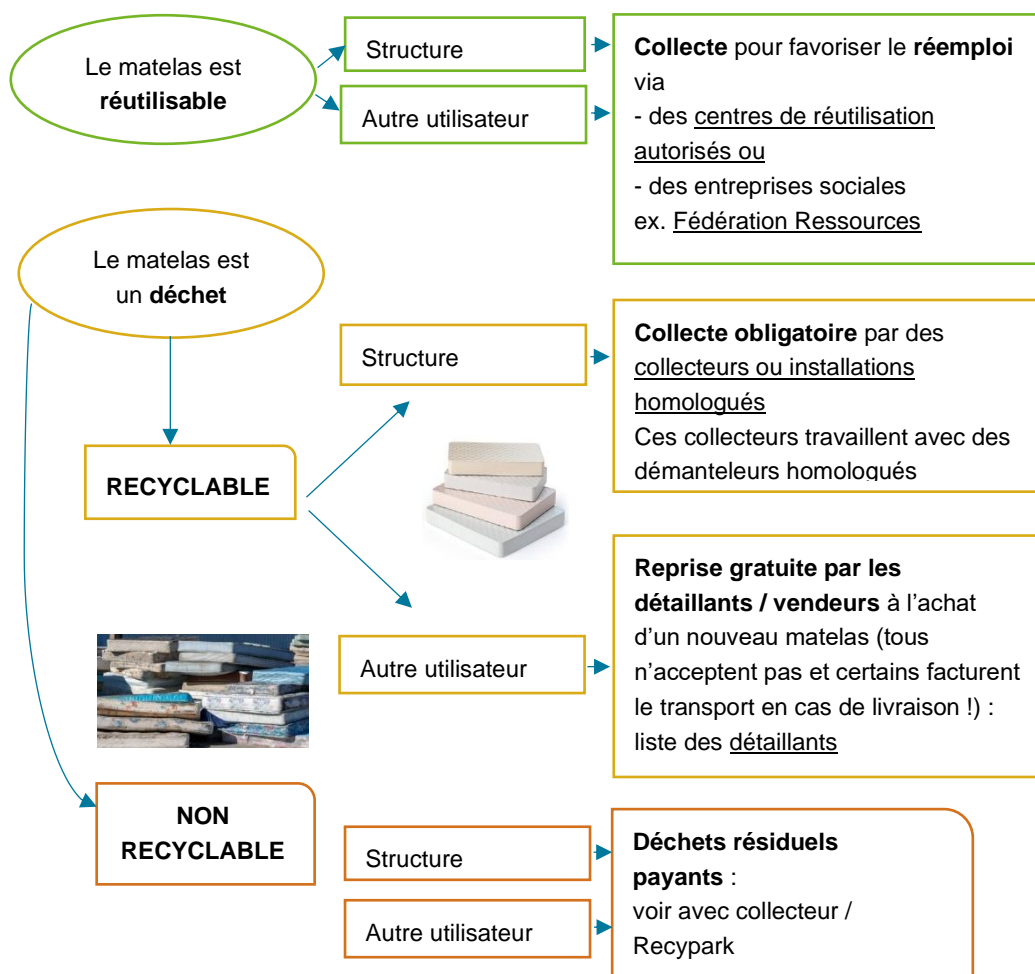 Le matelas est
réutilisable
Structure
Autre utilisateur
Collecte pour favoriser le réemploi
via
- des centres de réutilisation
autorisés ou
- des entreprises sociales
ex. Fédération Ressources
Le matelas est
un déchet
RECYCLABLE
Structure
Collecte obligatoire par des
collecteurs ou installations
homologués
Ces collecteurs travaillent avec des
démanteleurs homologués
Autre utilisateur
Reprise gratuite par les
détaillants / vendeurs à l’achat
d’un nouveau matelas (tous
n’acceptent pas et certains facturent
le transport en cas de livraison !) :
liste des détaillants
NON
RECYCLABLE
Structure
Autre utilisateur
Déchets résiduels
payants :
voir avec collecteur /
Recypark